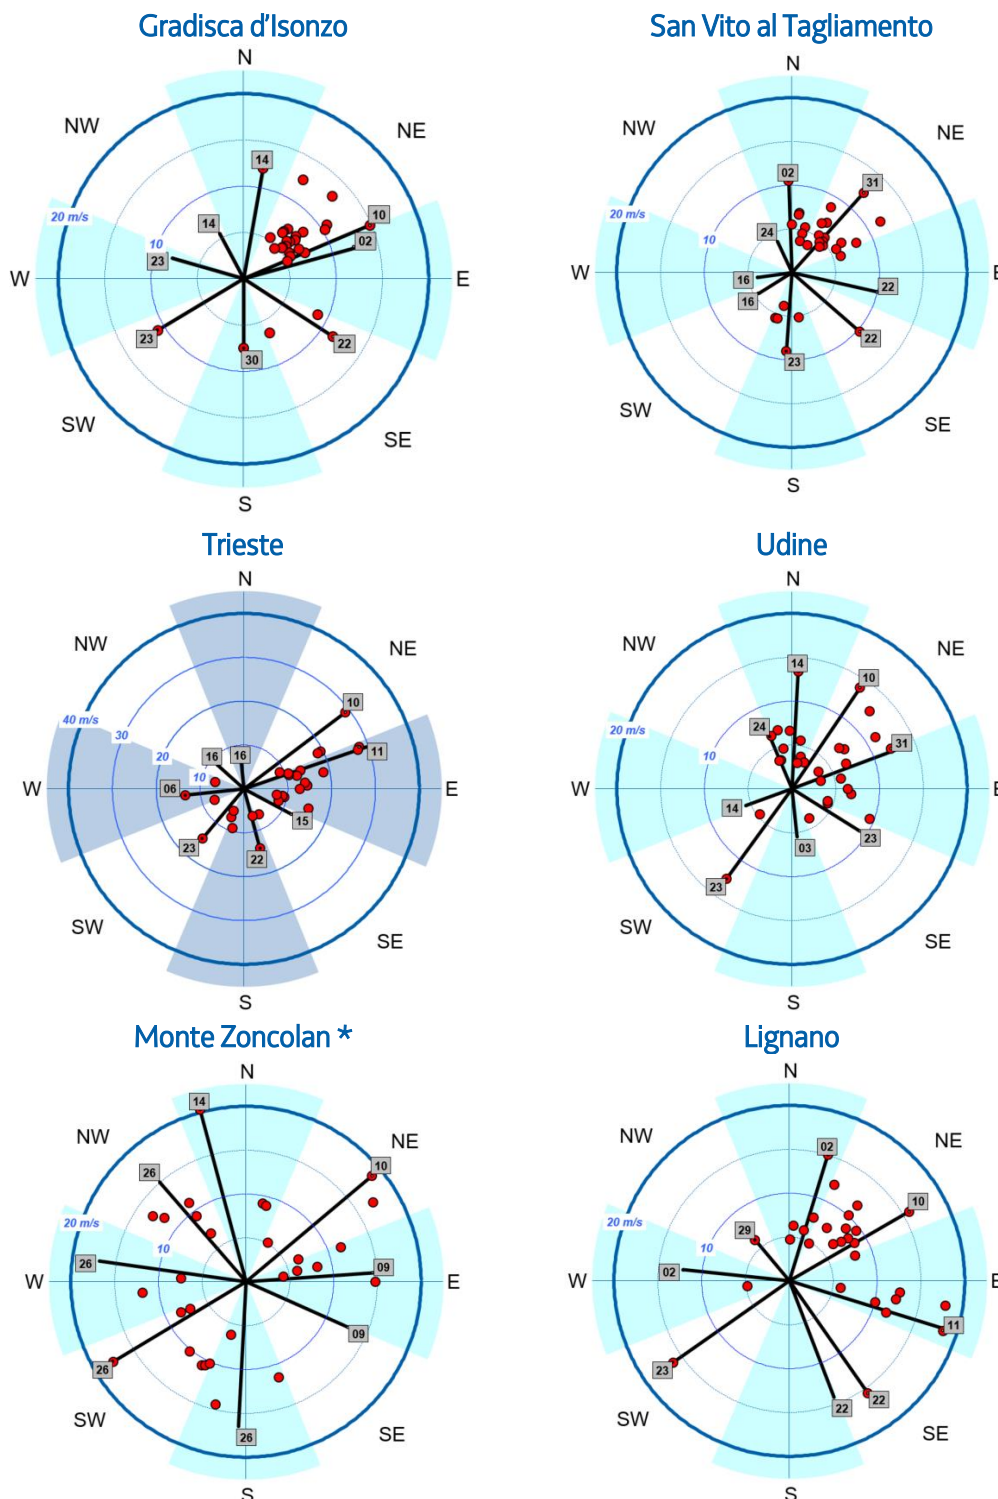 Gradisca d'Isonzo
N
NW
NE
14
20 m/s
10
14
10
02
23
W
E
23
22
30
SW
SE
S
San Vito al Tagliamento
N
NW
NE
02
31
20 m/s
10
24
W
E
16
16
22
22
23
SW
SE
S
Trieste
N
NW
NE
10
40 m/s
30
20
10
16
16
11
W
06
E
15
23
22
SW
SE
S
Udine
N
NW
NE
14
10
20 m/s
10
24
31
W
E
14
03
23
23
SW
SE
S
Monte Zoncolan *
N
14
NW
NE
26
10
20 m/s
10
26
09
W
E
09
26
26
SW
SE
S
Lignano
N
NW
NE
02
10
20 m/s
10
29
02
W
E
11
23
22
22
SW
SE
S